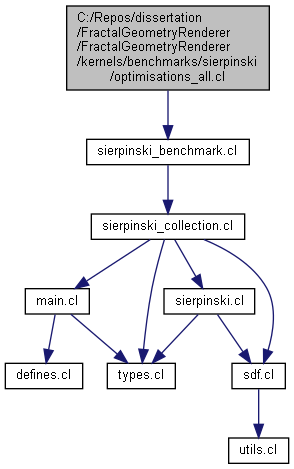 C:/Repos/dissertation
/FractalGeometryRenderer
/FractalGeometryRenderer
/kernels/benchmarks/sierpinski
/optimisations_all.cl
sierpinski_benchmark.cl
sierpinski_collection.cl
main.cl
sierpinski.cl
defines.cl
types.cl
sdf.cl
utils.cl